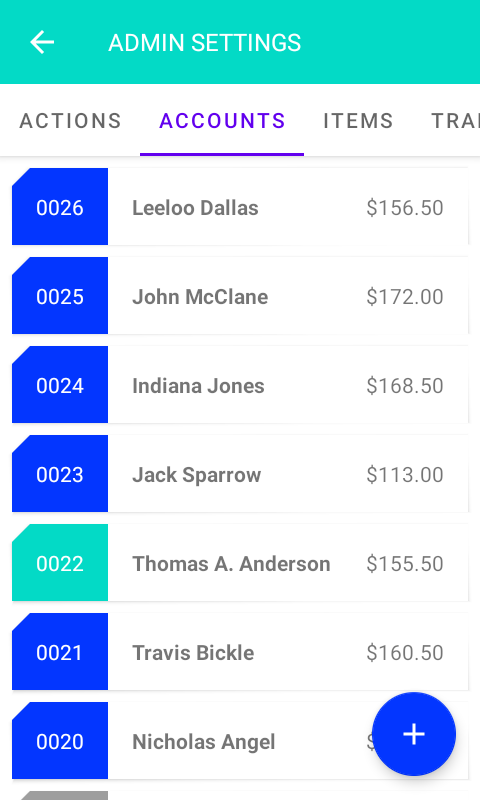 ADMIN SETTINGS
ACTIONS ACCOUNTS ITEMS
0026 Leeloo Dallas $156.50
0025 John McClane $172.00
0024 Indiana Jones $168.50
0023 Jack Sparrow $113.00
0022 Thomas A. Anderson $155.50
0021 Travis Bickle $160.50
0020 Nicholas Angel